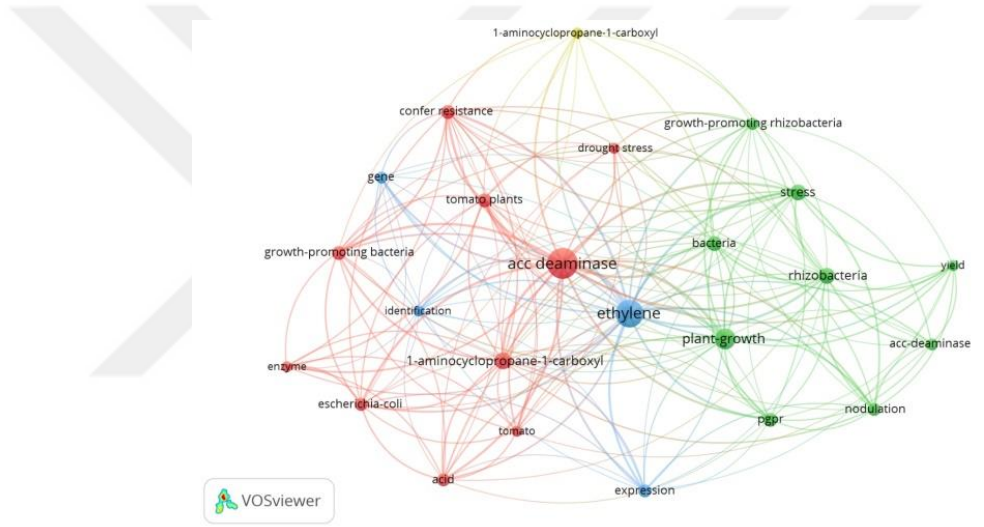 1-aminocyclopropane-1-carboxyl
confer resistance
growth-promoting rhizobacteria
drought stress
gene
stress
tomato plants
bacteria
growth-promoting bacteria
acc deaminase
yield
rhizobacteria
identification
ethylene
plant-growth
acc-deaminase
1-aminocyclopropane-1-carboxyl
enzyme
escherichia-coli
nodulation
pgpr
tomato
acid
expression
VOSviewer